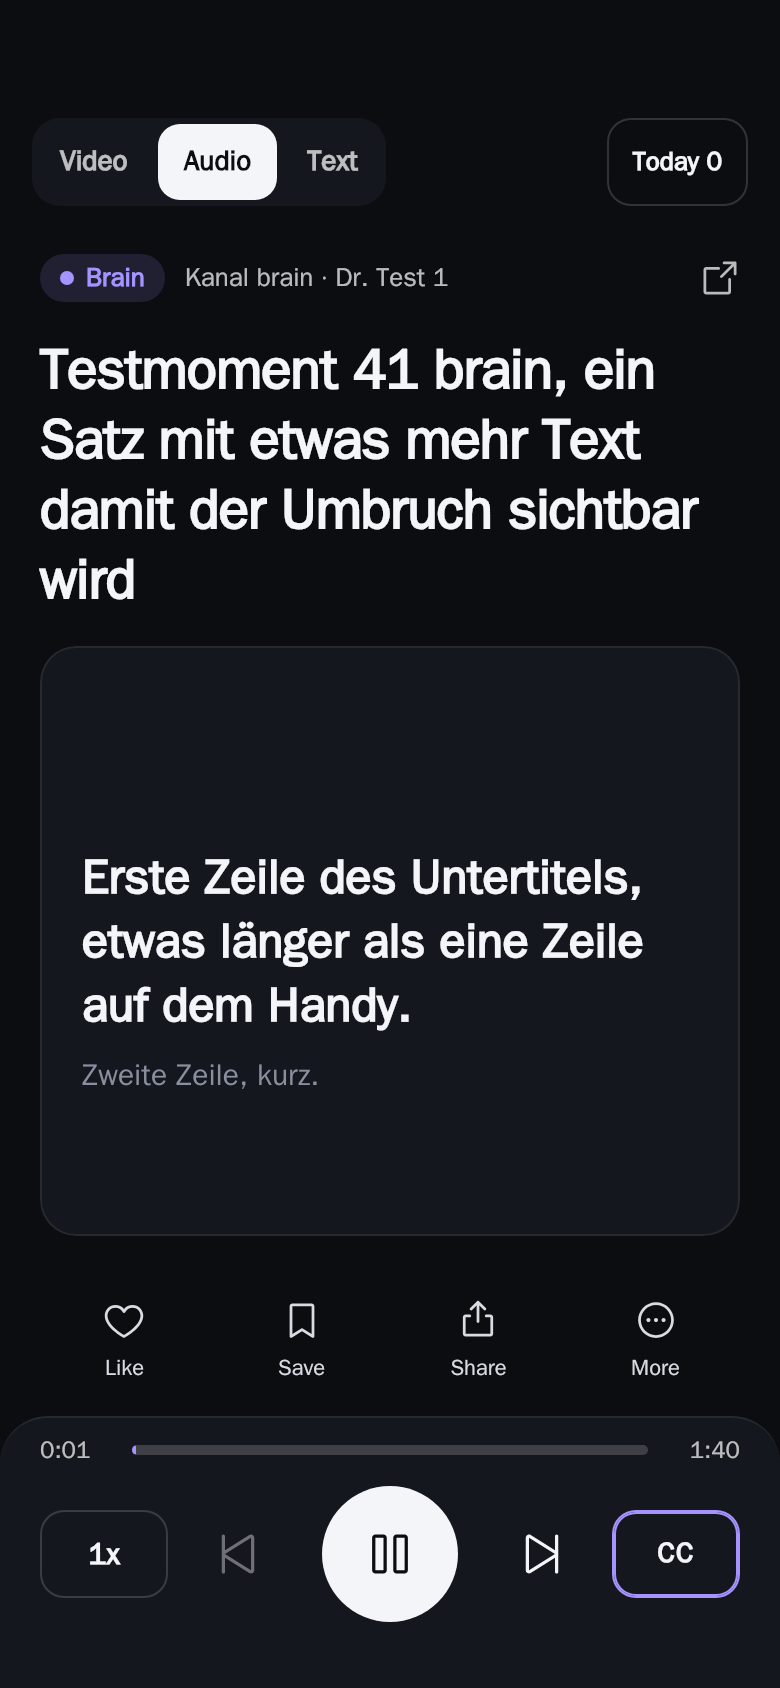 Video Audio Text Today 0
Brain Kanal brain · Dr. Test 1
Testmoment 41 brain, ein
Satz mit etwas mehr Text
damit der Umbruch sichtbar
wird
Erste Zeile des Untertitels,
etwas länger als eine Zeile
auf dem Handy.
Zweite Zeile, kurz.
Like Save Share More
0:01 1:40
1x CC